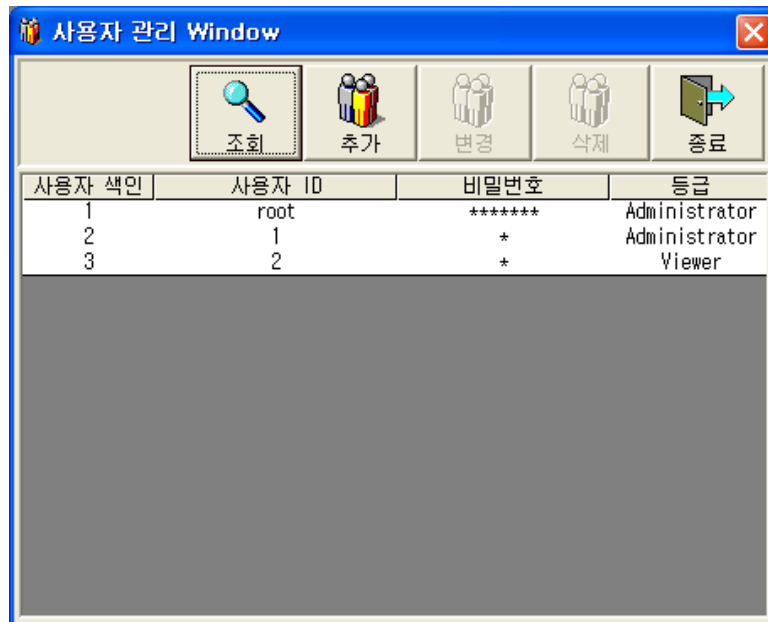 사용자 관리 Window
조회 추가 변경 삭제 종료
사용자 색인 사용자 ID 비밀번호 등급
1 root ******* Administrator
2 1 * Administrator
3 2 * Viewer